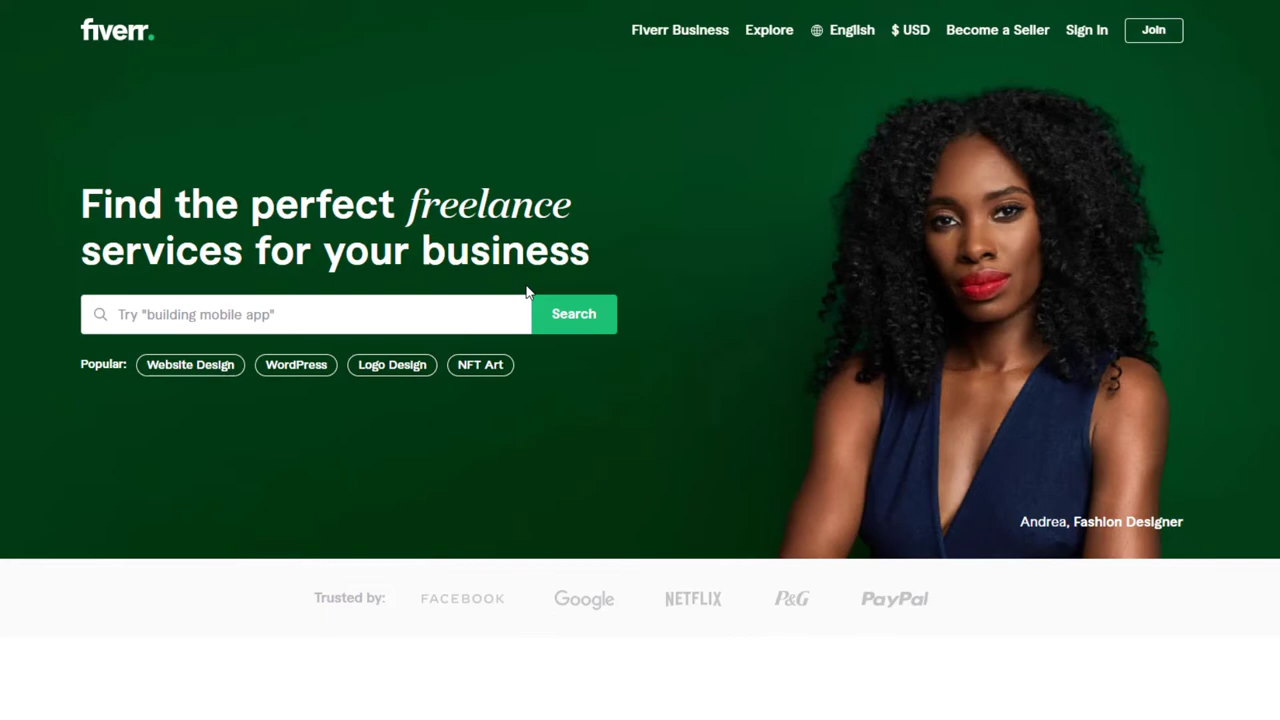 fiverr.
Fiverr Business Explore English $ USD Become a Seller Sign In Join
Find the perfect freelance
services for your business
Try "building mobile app" Search
Popular: Website Design WordPress Logo Design NFT Art
Andrea, Fashion Designer
Trusted by: FACEBOOK Google NETFLIX P&G PayPal